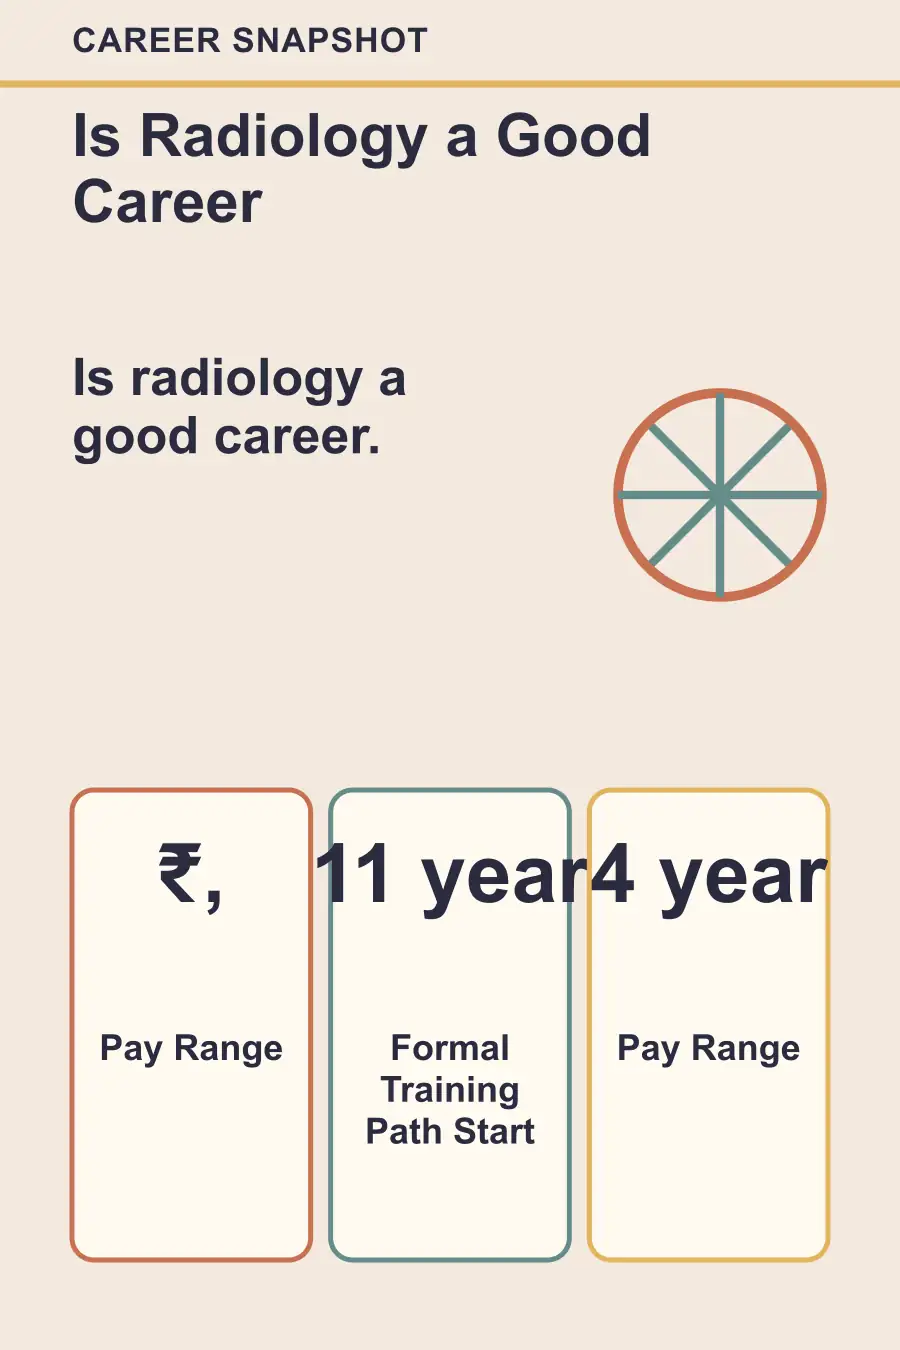 CAREER SNAPSHOT
Is Radiology a Good
Career
Is radiology a
good career.
₹,
Pay Range
11 year
Formal
Training
Path Start
4 year
Pay Range